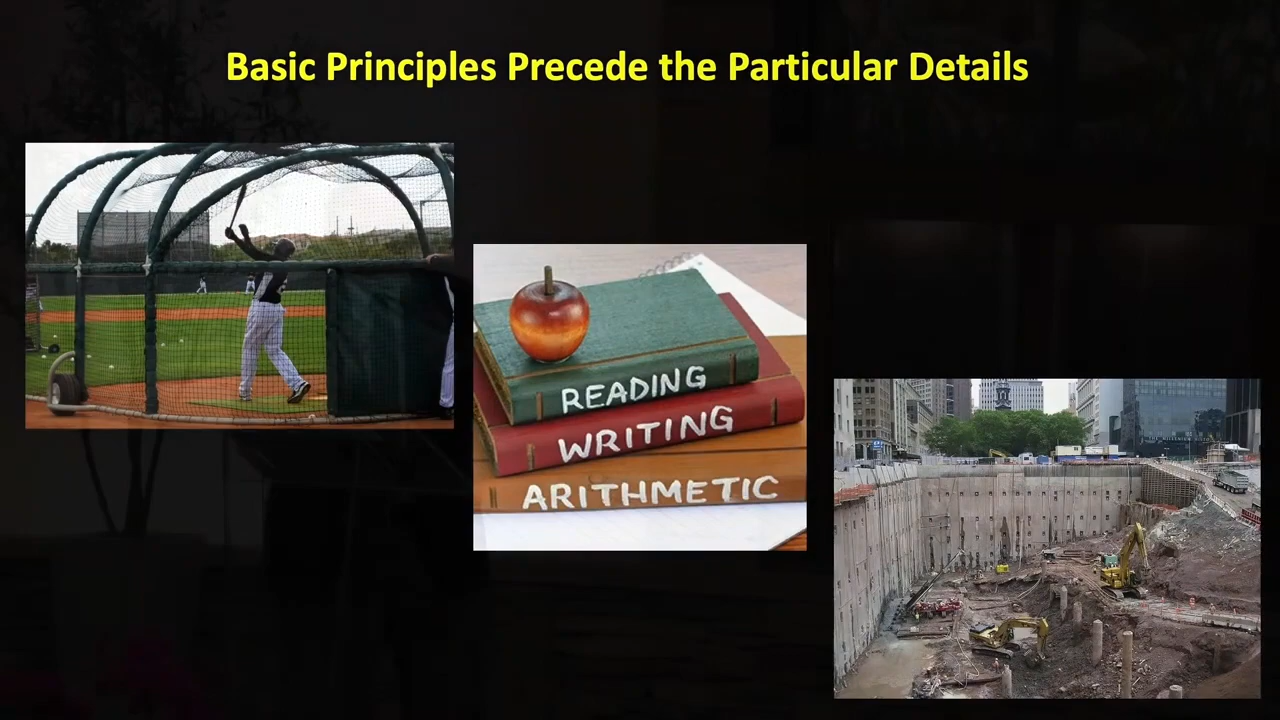 Basic Principles Precede the Particular Details
READING
WRITING
ARITHMETIC